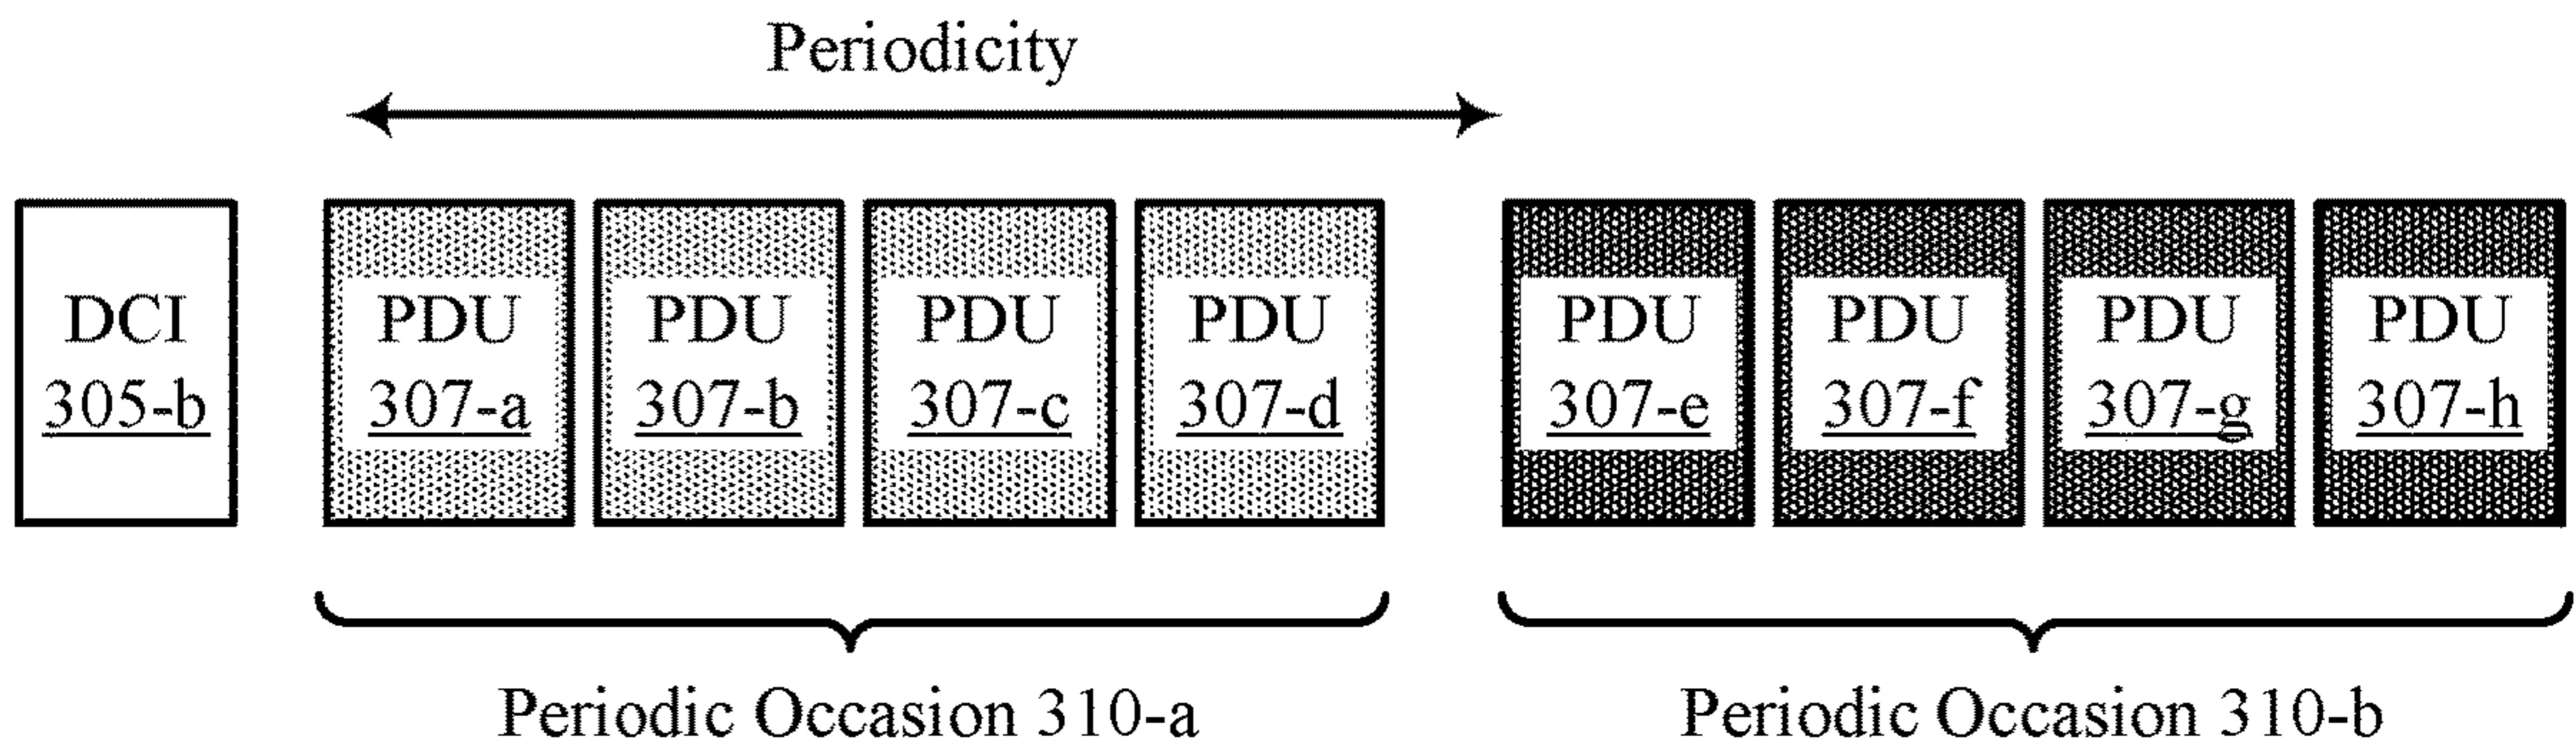 Periodicity
DCI
305-b
PDU
307-a
PDU
307-b
PDU
307-c
PDU
307-d
PDU
307-e
PDU
307-f
PDU
307-g
PDU
307-h
Periodic Occasion 310-a
Periodic Occasion 310-b